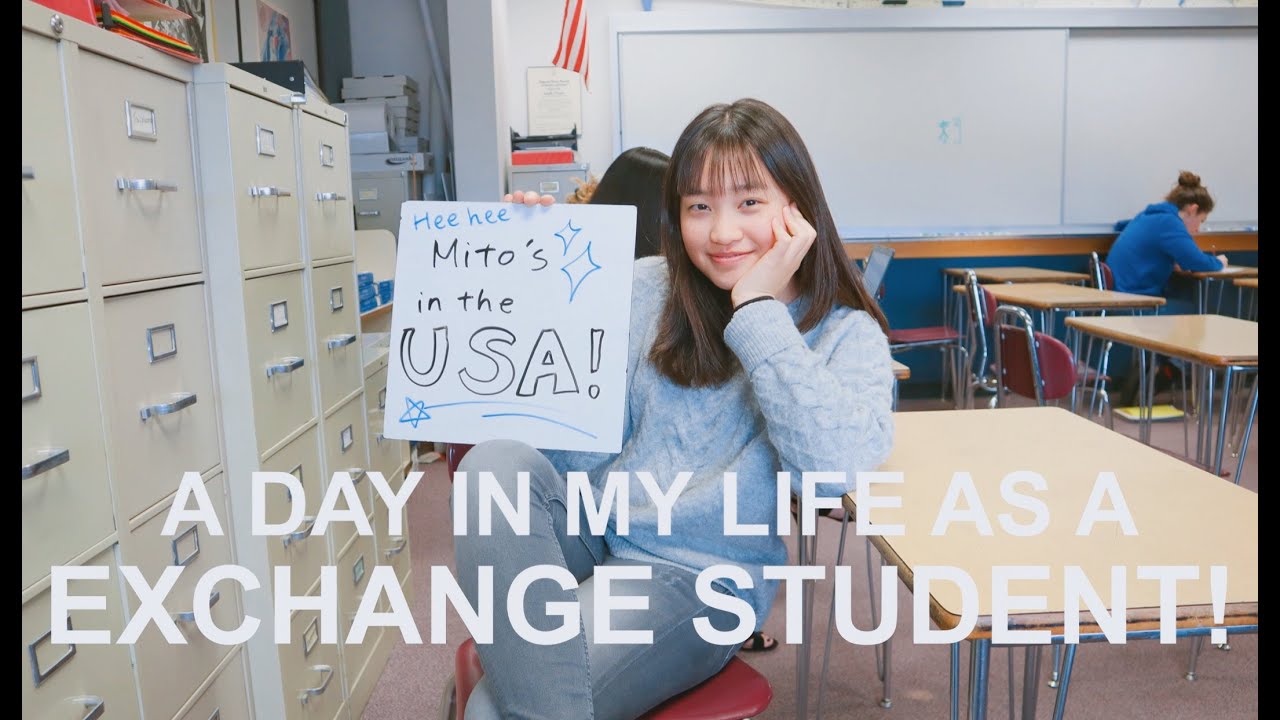 Hee hee
Mito's
in the
USA!
A DAY IN MY LIFE AS A
EXCHANGE STUDENT!